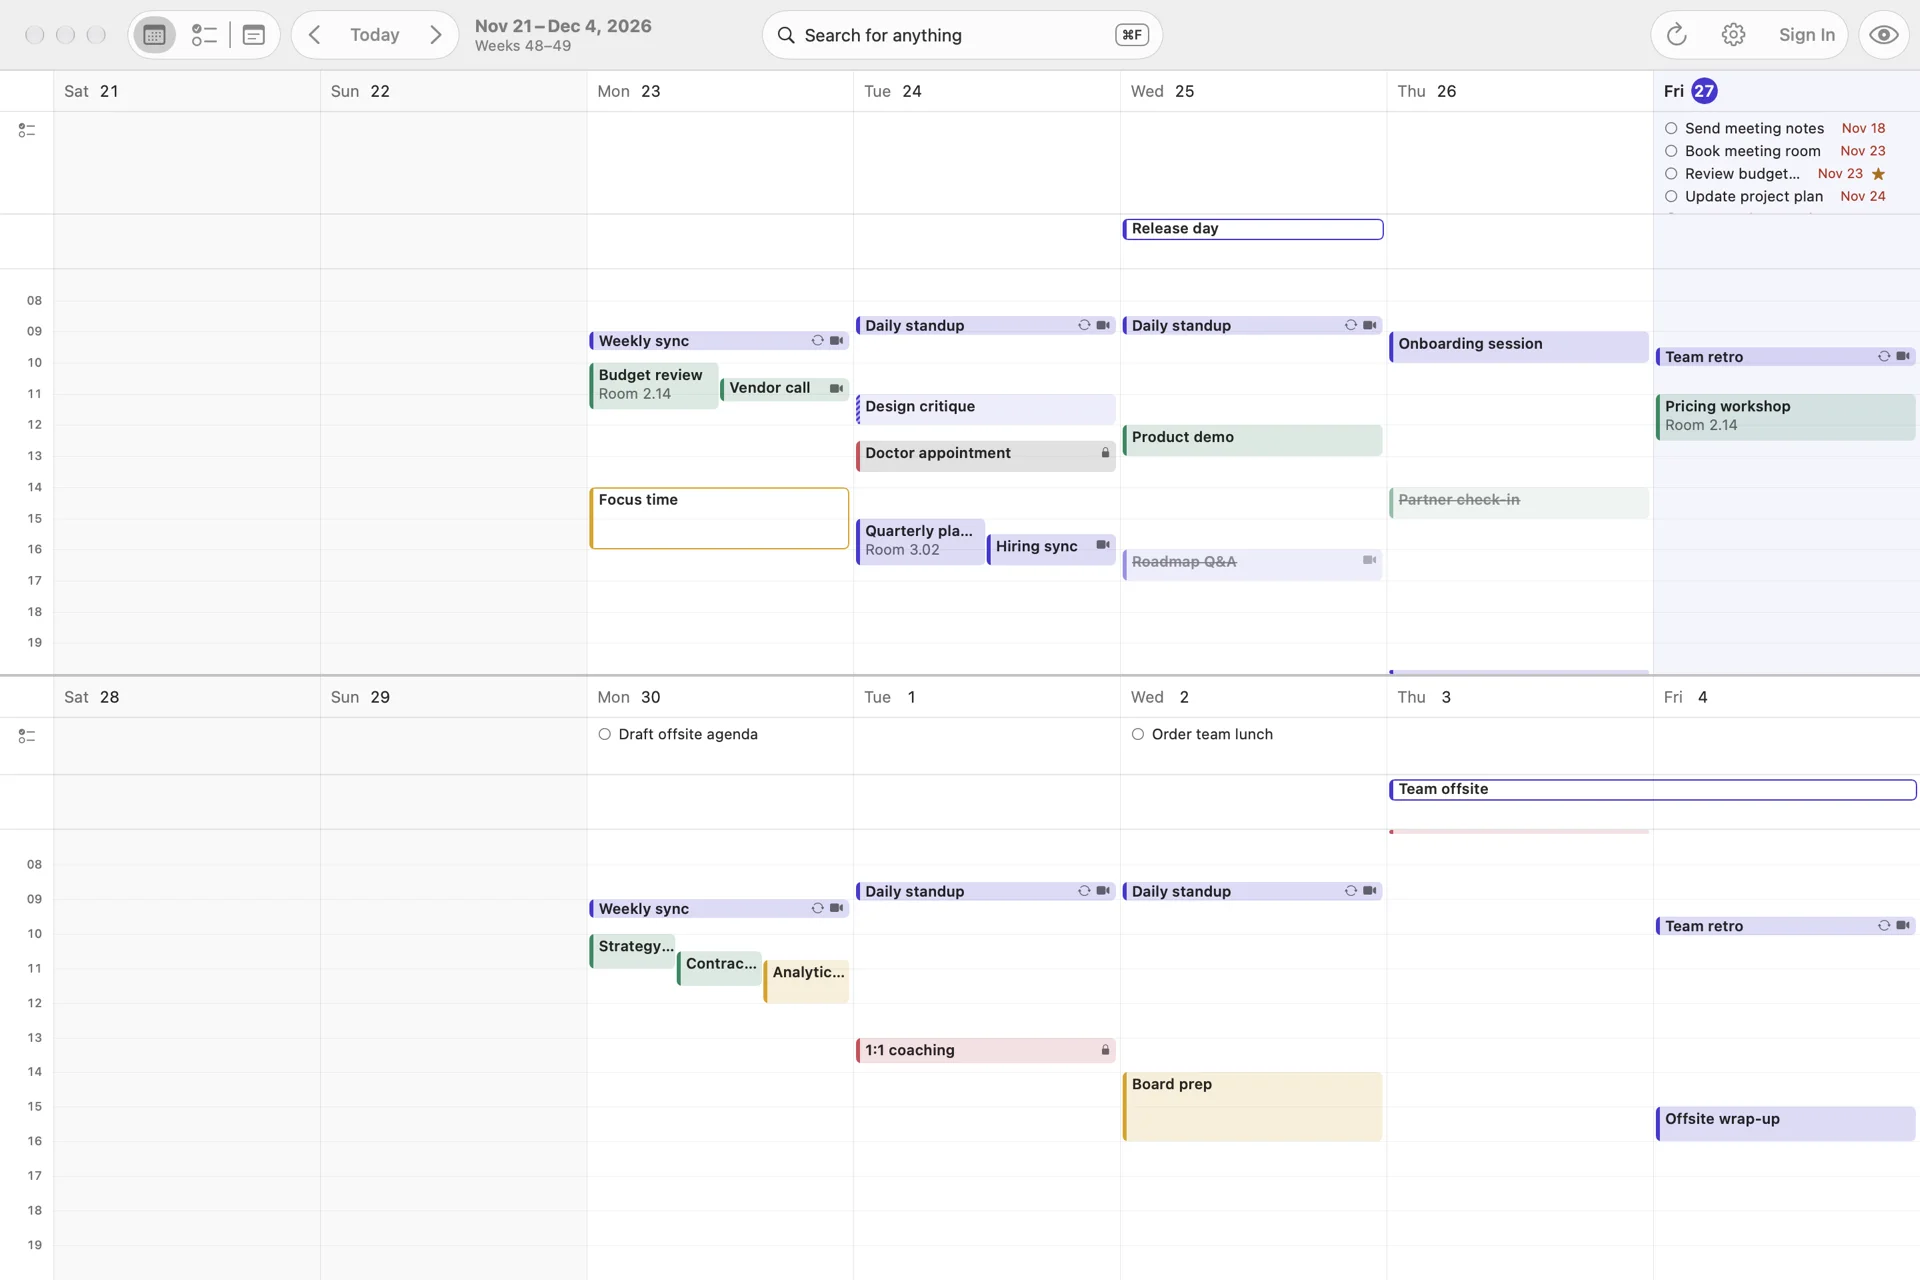 Today
Nov 21 – Dec 4, 2026
Weeks 48–49
Search for anything
⌘F
Sign In
Sat 21
Sun 22
Mon 23
Tue 24
Wed 25
Thu 26
Fri 27
Send meeting notes Nov 18
Book meeting room Nov 23
Review budget... Nov 23
Update project plan Nov 24
Release day
08
09
10
11
12
13
14
15
16
17
18
19
Weekly sync
Budget review
Room 2.14
Vendor call
Focus time
Daily standup
Design critique
Doctor appointment
Quarterly pla...
Room 3.02
Hiring sync
Daily standup
Product demo
Roadmap Q&A
Onboarding session
Partner check-in
Team retro
Pricing workshop
Room 2.14
Sat 28
Sun 29
Mon 30
Tue 1
Wed 2
Thu 3
Fri 4
Draft offsite agenda
Order team lunch
Team offsite
08
09
10
11
12
13
14
15
16
17
18
19
Weekly sync
Strategy...
Contrac...
Analytic...
Daily standup
1:1 coaching
Daily standup
Board prep
Team retro
Offsite wrap-up